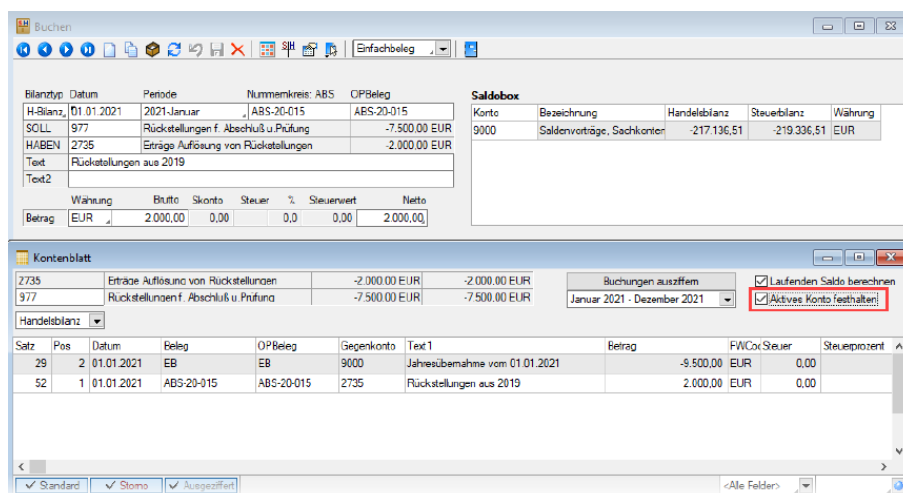 Buchen
Einfachbeleg
Bilanztyp Datum Periode Nummernkreis: ABS OPBeleg
H-Bilanz 01.01.2021 2021-Januar ABS-20-015 ABS-20-015
SOLL 977 Rückstellungen f. Abschluß u.Prüfung -7.500,00 EUR
HABEN 2735 Erträge Auflösung von Rückstellungen -2.000,00 EUR
Text Rückstellungen aus 2019
Text2
Währung Brutto Skonto Steuer % Steuerwert Netto
Betrag EUR 2.000,00 0,00 0,0 0,00 2.000,00
Saldobox
Konto Bezeichnung Handelsbilanz Steuerbilanz Währung
9000 Saldenvorträge, Sachkonten -217.136,51 -219.336,51 EUR
Kontenblatt
2735 Erträge Auflösung von Rückstellungen -2.000,00 EUR -2.000,00 EUR Buchungen ausziffern Laufenden Saldo berechnen
977 Rückstellungen f. Abschluß u.Prüfung -7.500,00 EUR -7.500,00 EUR Januar 2021 - Dezember 2021 Aktives Konto festhalten
Handelsbilanz
Satz Pos Datum Beleg OPBeleg Gegenkonto Text1 Betrag FWCod Steuer Steuerprozent
29 2 01.01.2021 EB EB 9000 Jahresübernahme vom 01.01.2021 -9.500,00 EUR 0,00
52 1 01.01.2021 ABS-20-015 ABS-20-015 2735 Rückstellungen aus 2019 2.000,00 EUR 0,00
Standard Storno Ausgeziffert <Alle Felder>